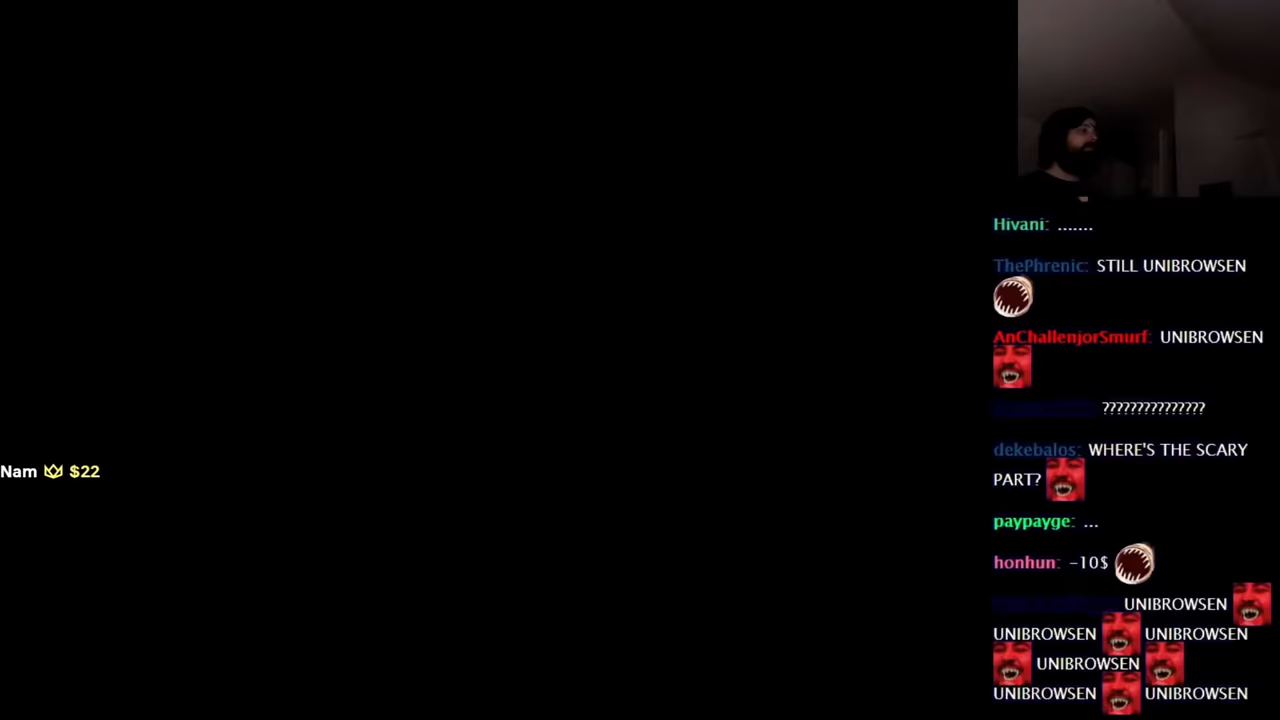 Hivani: .......
ThePhrenic: STILL UNIBROWSEN
AnChallenjorSmurf: UNIBROWSEN
???????????????
dekebalos: WHERE'S THE SCARY
PART?
Nam $22
paypayge: ...
honhun: -10$
UNIBROWSEN
UNIBROWSEN UNIBROWSEN
UNIBROWSEN
UNIBROWSEN UNIBROWSEN